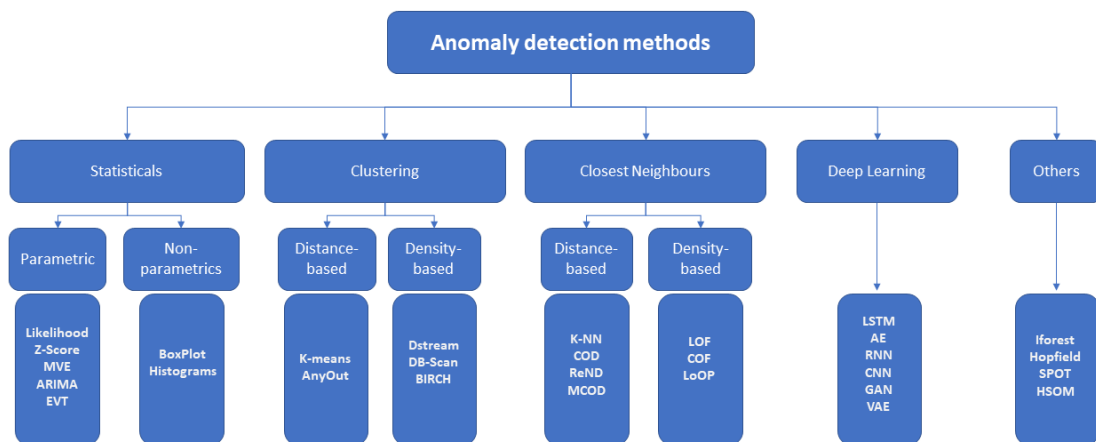 Anomaly detection methods
Statisticals
Clustering
Closest Neighbours
Deep Learning
Others
Parametric
Non-
parametrics
Distance-
based
Density-
based
Distance-
based
Density-
based
Likelihood
Z-Score
MVE
ARIMA
EVT
BoxPlot
Histograms
K-means
AnyOut
Dstream
DB-Scan
BIRCH
K-NN
COD
ReND
MCOD
LOF
COF
LoOP
LSTM
AE
RNN
CNN
GAN
VAE
Iforest
Hopfield
SPOT
HSOM